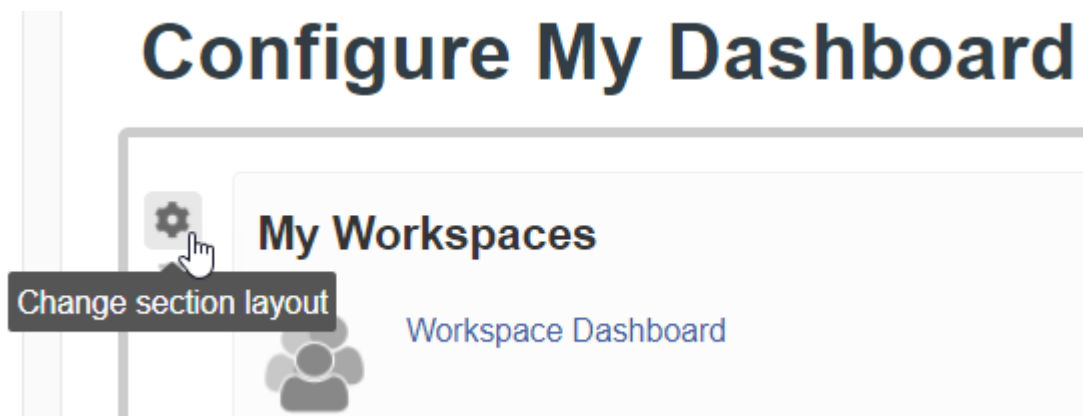 Configure My Dashboard
My Workspaces
Change section layout
Workspace Dashboard